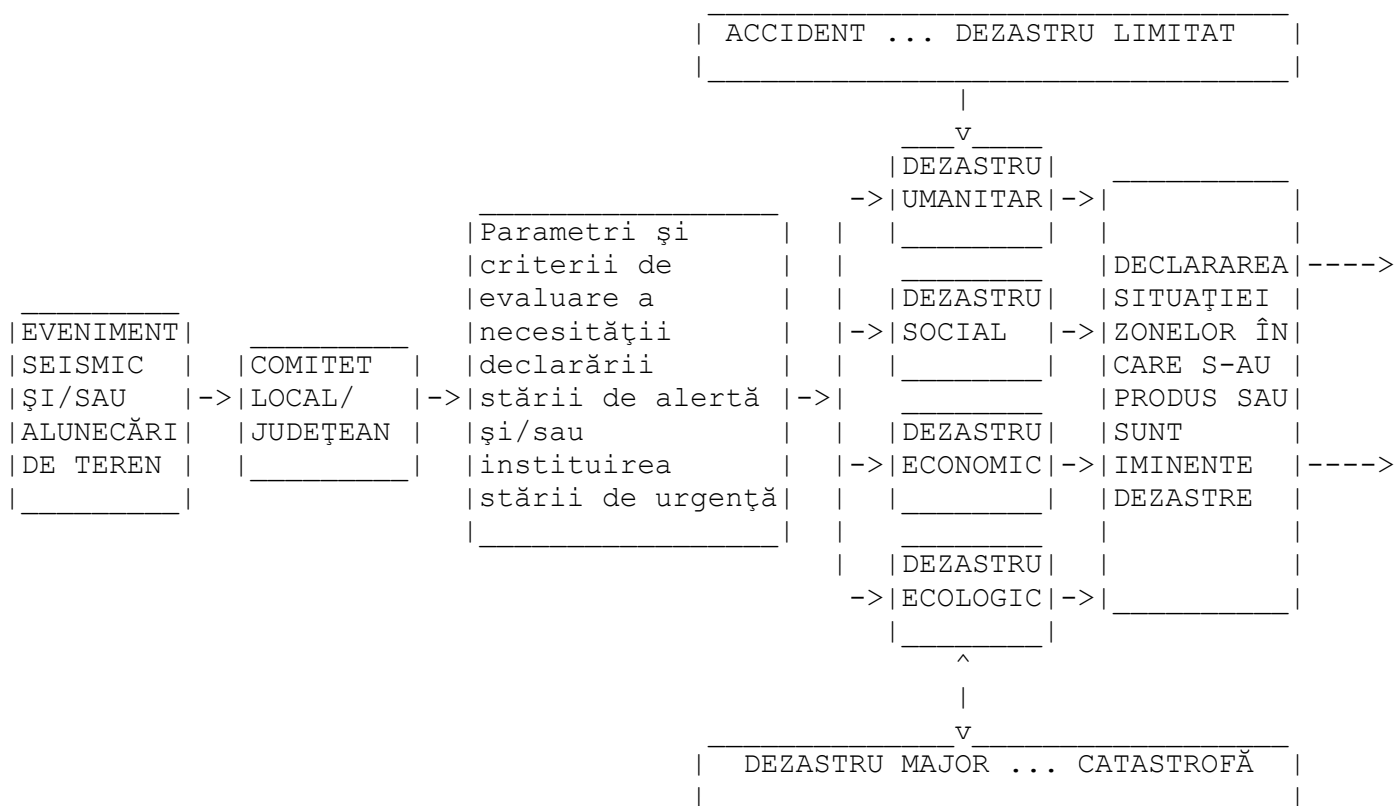 ACCIDENT ... DEZASTRU LIMITAT
EVENIMENT
SEISMIC
ŞI/SAU
ALUNECĂRI
DE TEREN
COMITET
LOCAL/
JUDEŢEAN
Parametri şi
criterii de
evaluare a
necesităţii
declarării
stării de alertă
şi/sau
instituirea
stării de urgenţă
DEZASTRU
UMANITAR
DEZASTRU
SOCIAL
DEZASTRU
ECONOMIC
DEZASTRU
ECOLOGIC
DECLARAREA
SITUAŢIEI
ZONELOR ÎN
CARE S-AU
PRODUS SAU
SUNT
IMINENTE
DEZASTRE
DEZASTRU MAJOR ... CATASTROFĂ